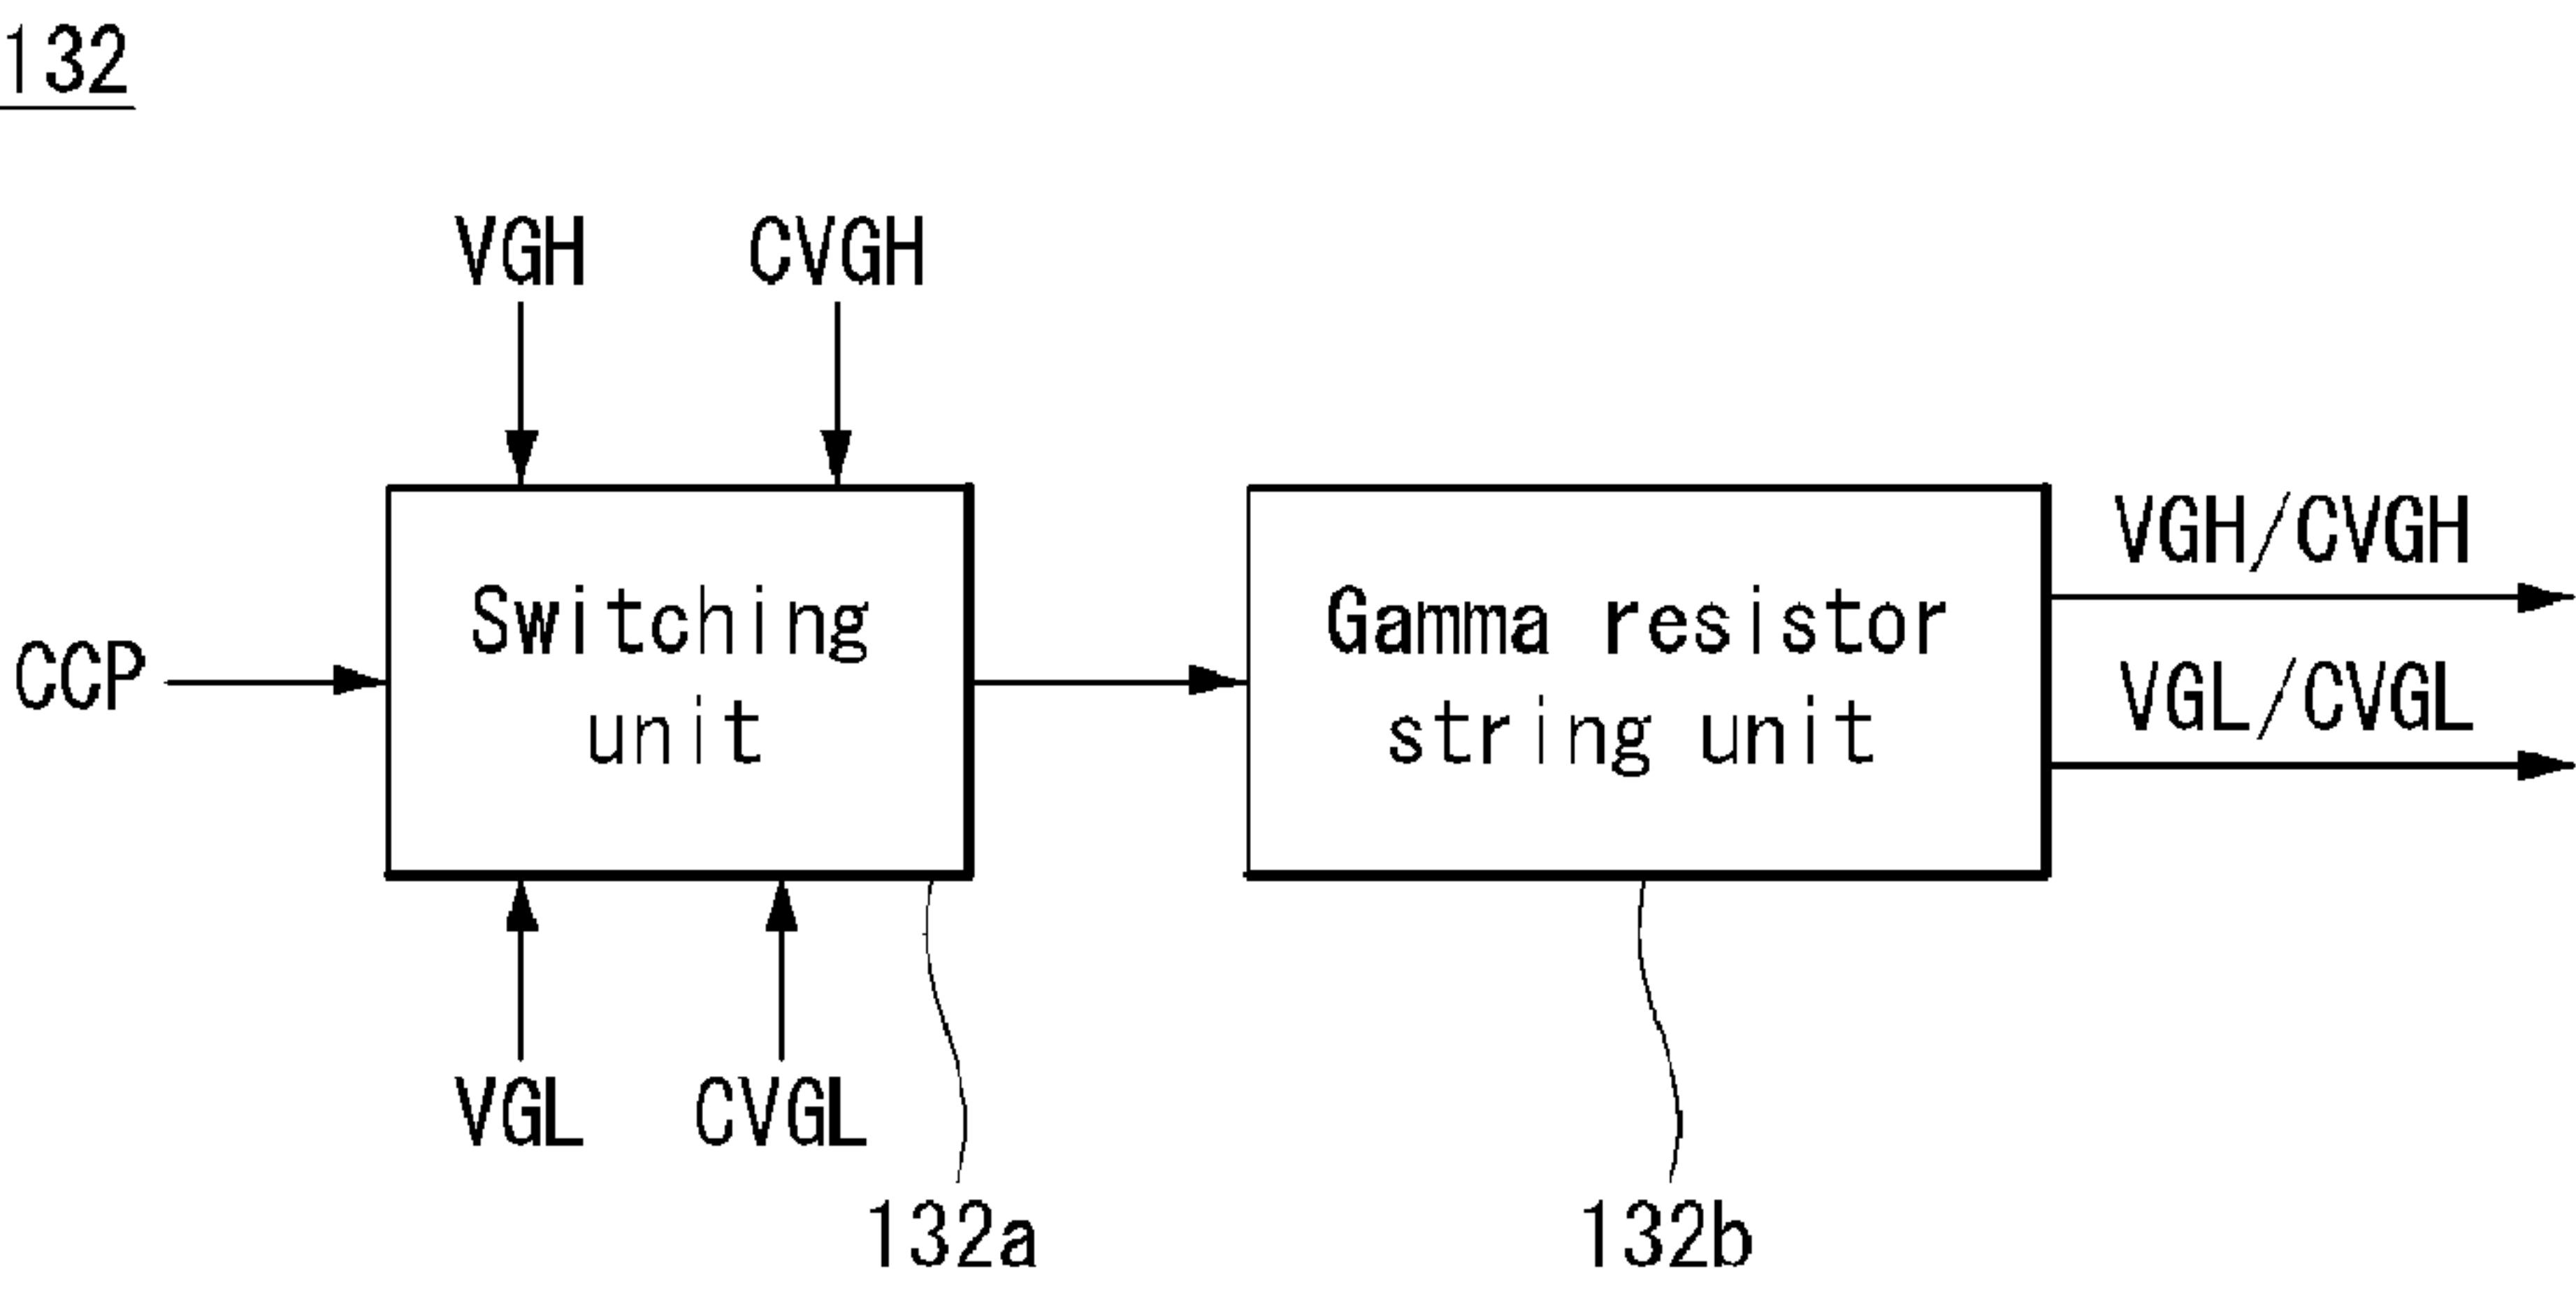 132
VGH
CVGH
VGH/CVGH
Switching
unit
Gamma resistor
string unit
CCP
VGL/CVGL
VGL
CVGL
132a
132b